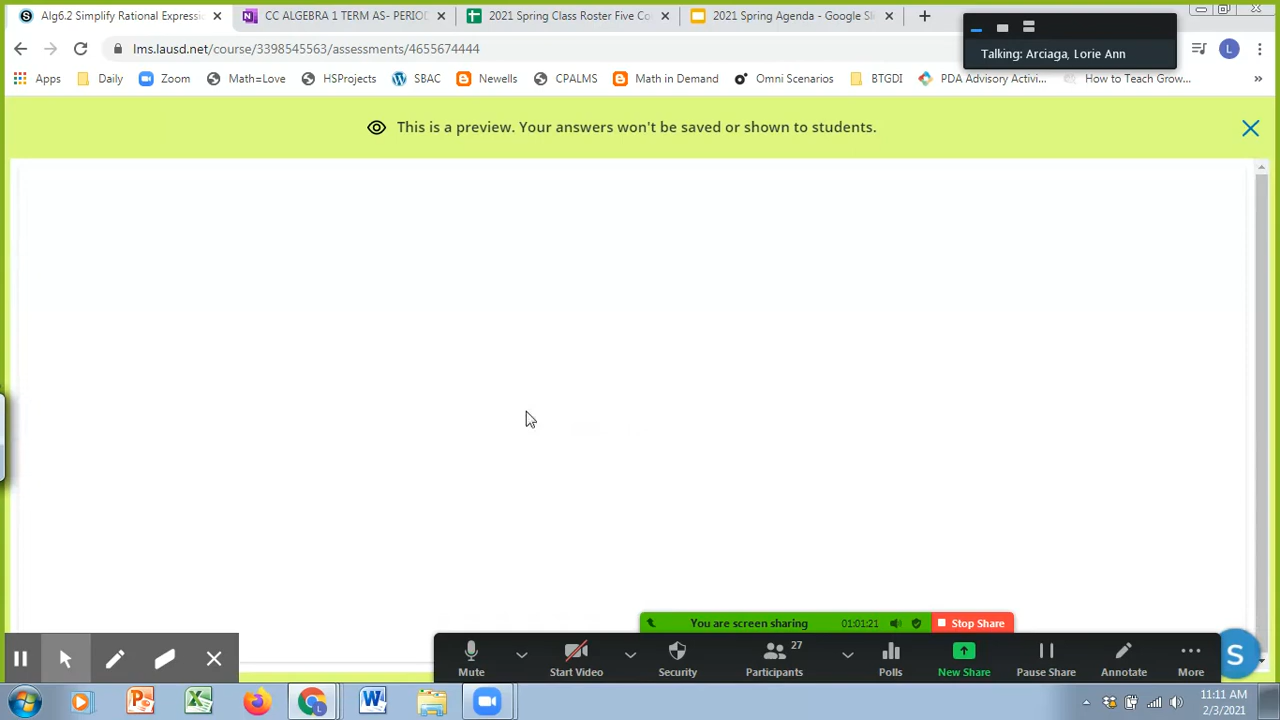 Alg6.2 Simplify Rational Expressi
CC ALGEBRA 1 TERM AS- PERIOD
2021 Spring Class Roster Five Co
2021 Spring Agenda - Google Sli
lms.lausd.net/course/3398545563/assessments/4655674444
Talking: Arciaga, Lorie Ann
L
Apps
Daily
Zoom
Math=Love
HSProjects
SBAC
Newells
CPALMS
Math in Demand
Omni Scenarios
BTGDI
PDA Advisory Activi...
How to Teach Grow...
»
This is a preview. Your answers won't be saved or shown to students.
You are screen sharing
01:01:21
Stop Share
Mute
Start Video
Security
27
Participants
Polls
New Share
Pause Share
Annotate
More
S
11:11 AM
2/3/2021